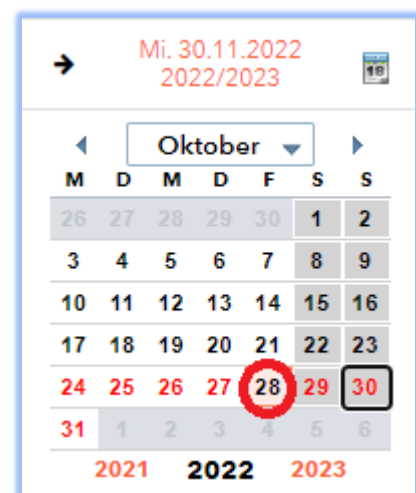 Mi. 30.11.2022
2022/2023
18
Oktober
M D M D F S S
26 27 28 29 30 1 2
3 4 5 6 7 8 9
10 11 12 13 14 15 16
17 18 19 20 21 22 23
24 25 26 27 28 29 30
31 1 2 3 4 5 6
2021 2022 2023